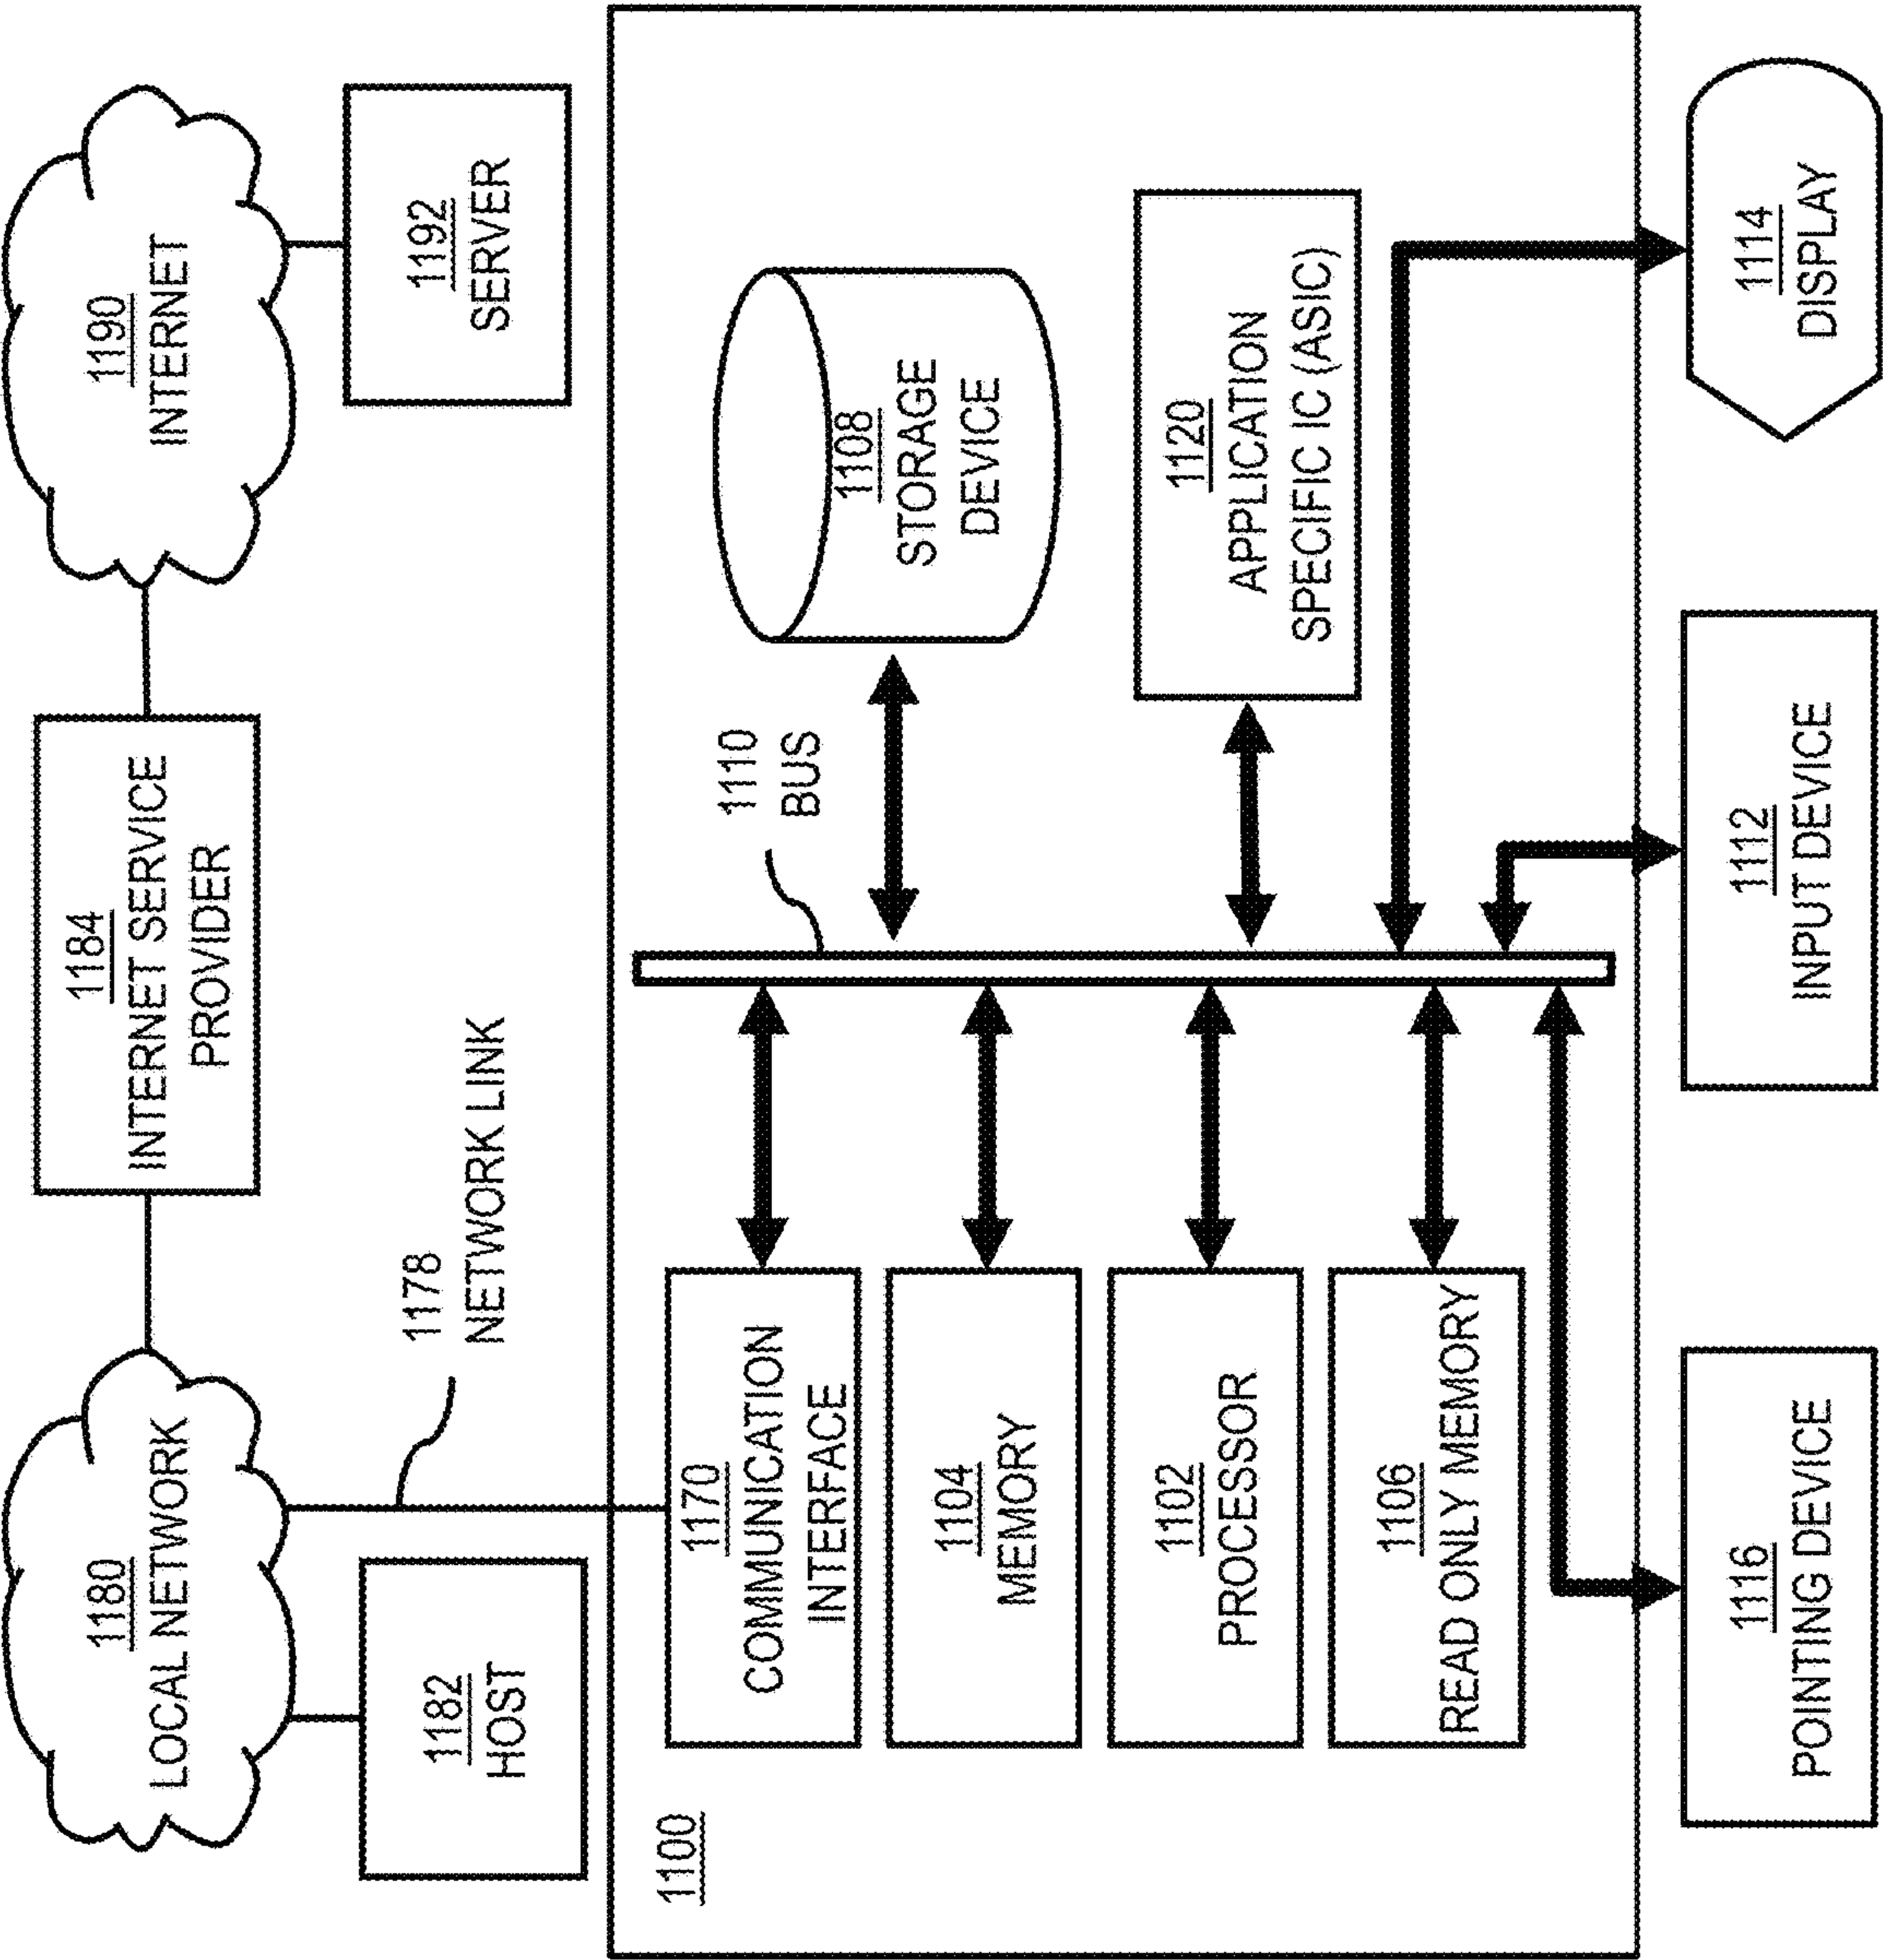 1180
LOCAL NETWORK
1184
INTERNET SERVICE
PROVIDER
1190
INTERNET
1182
HOST
1178
NETWORK LINK
1192
SERVER
1100
1170
COMMUNICATION
INTERFACE
1110
BUS
1108
STORAGE
DEVICE
1104
MEMORY
1102
PROCESSOR
1120
APPLICATION
SPECIFIC IC (ASIC)
1106
READ ONLY MEMORY
1116
POINTING DEVICE
1112
INPUT DEVICE
1114
DISPLAY